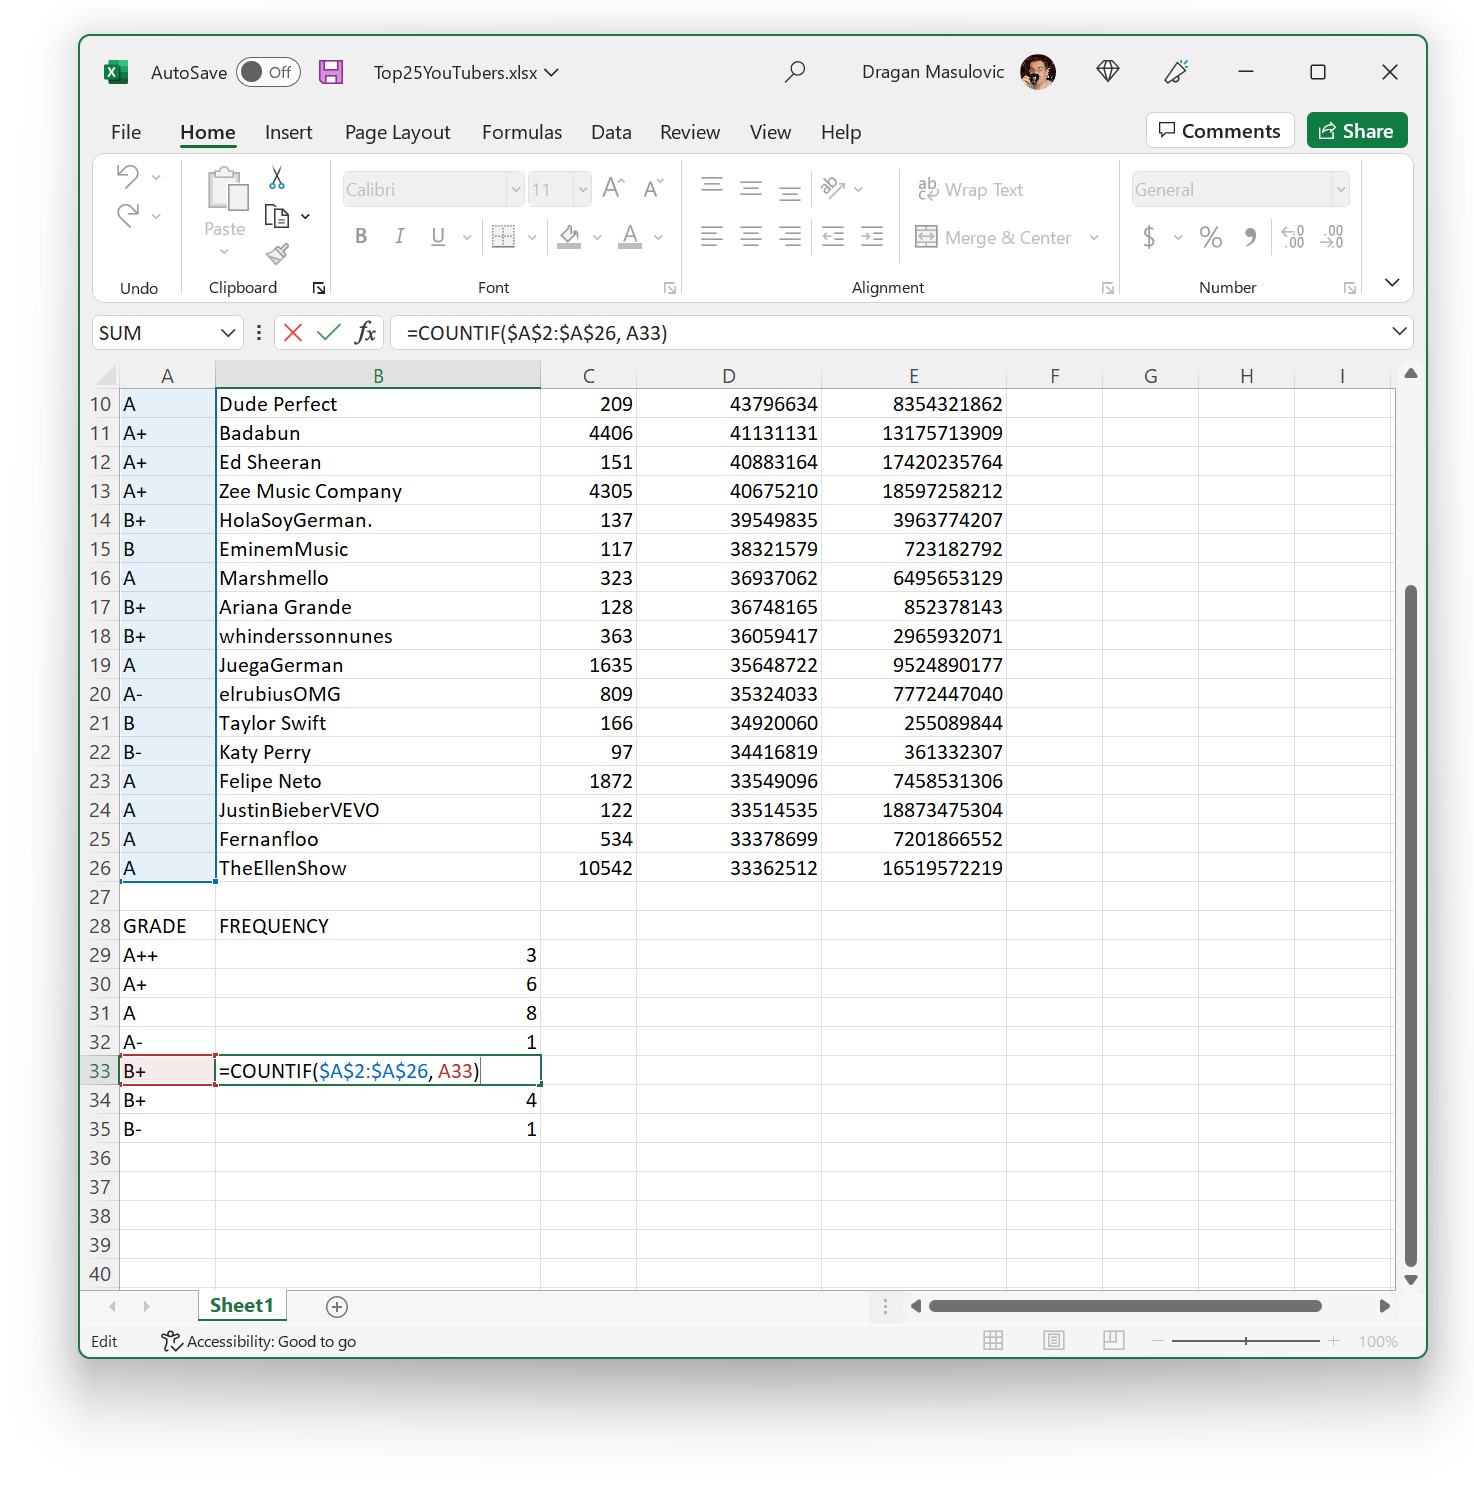 AutoSave Off Top25YouTubers.xlsx Dragan Masulovic
File Home Insert Page Layout Formulas Data Review View Help Comments Share
Calibri 11 A A ab c Wrap Text General
Paste B I U A Merge & Center $ % 9 .00 .00 0
Undo Clipboard Font Alignment Number
SUM fx =COUNTIF($A$2:$A$26, A33)
A B C D E F G H I
10 A Dude Perfect 209 43796634 8354321862
11 A+ Badabun 4406 41131131 13175713909
12 A+ Ed Sheeran 151 40883164 17420235764
13 A+ Zee Music Company 4305 40675210 18597258212
14 B+ HolaSoyGerman. 137 39549835 3963774207
15 B EminemMusic 117 38321579 723182792
16 A Marshmello 323 36937062 6495653129
17 B+ Ariana Grande 128 36748165 852378143
18 B+ whinderssonnunes 363 36059417 2965932071
19 A JuegaGerman 1635 35648722 9524890177
20 A- elrubiusOMG 809 35324033 7772447040
21 B Taylor Swift 166 34920060 255089844
22 B- Katy Perry 97 34416819 361332307
23 A Felipe Neto 1872 33549096 7458531306
24 A JustinBieberVEVO 122 33514535 18873475304
25 A Fernanfloo 534 33378699 7201866552
26 A TheEllenShow 10542 33362512 16519572219
27
28 GRADE FREQUENCY
29 A++ 3
30 A+ 6
31 A 8
32 A- 1
33 B+ =COUNTIF($A$2:$A$26, A33)
34 B+ 4
35 B- 1
36
37
38
39
40
Sheet1
Edit Accessibility: Good to go 100%